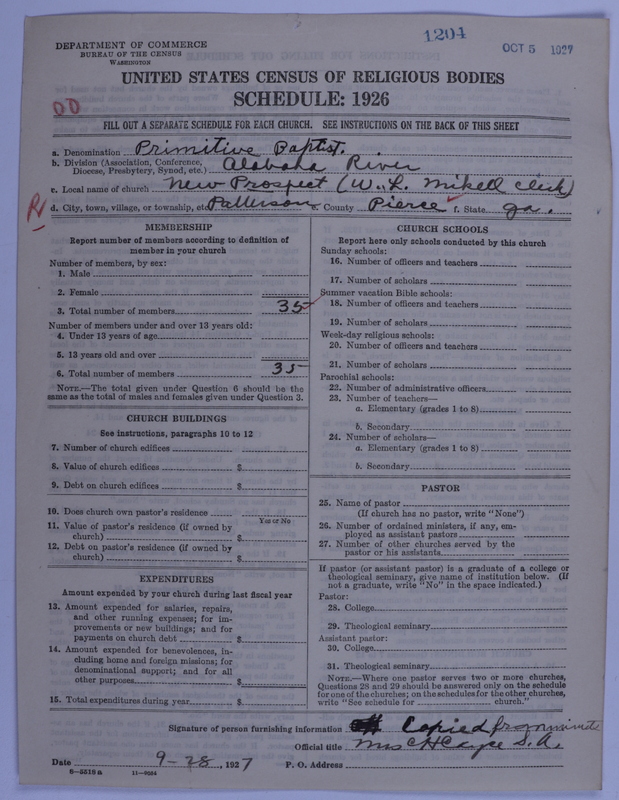 1204
OCT 5 1927
DEPARTMENT OF COMMERCE
BUREAU OF THE CENSUS
WASHINGTON
UNITED STATES CENSUS OF RELIGIOUS BODIES
SCHEDULE: 1926
FILL OUT A SEPARATE SCHEDULE FOR EACH CHURCH. SEE INSTRUCTIONS ON THE BACK OF THIS SHEET
a. Denomination Primitive Baptist.
b. Division (Association, Conference, Diocese, Presbytery, Synod, etc.) Alabaha River
c. Local name of church New Prospect (W. L. Mikell Clerk)
d. City, town, village, or township, etc. Patterson e. County Pierce f. State Ga.
MEMBERSHIP
Report number of members according to definition of
member in your church
Number of members, by sex:
1. Male
2. Female
3. Total number of members 35
Number of members under and over 13 years old:
4. Under 13 years of age
5. 13 years old and over
6. Total number of members 35
NOTE.—The total given under Question 6 should be the
same as the total of males and females given under Question 3.
CHURCH BUILDINGS
See instructions, paragraphs 10 to 12
7. Number of church edifices
8. Value of church edifices $
9. Debt on church edifices $
10. Does church own pastor's residence
Yes or No
11. Value of pastor's residence (if owned by
church) $
12. Debt on pastor's residence (if owned by
church) $
EXPENDITURES
Amount expended by your church during last fiscal year
13. Amount expended for salaries, repairs,
and other running expenses; for im-
provements or new buildings; and for
payments on church debt $
14. Amount expended for benevolences, in-
cluding home and foreign missions; for
denominational support; and for all
other purposes $
15. Total expenditures during year $
CHURCH SCHOOLS
Report here only schools conducted by this church
Sunday schools:
16. Number of officers and teachers
17. Number of scholars
Summer vacation Bible schools:
18. Number of officers and teachers
19. Number of scholars
Week-day religious schools:
20. Number of officers and teachers
21. Number of scholars
Parochial schools:
22. Number of administrative officers
23. Number of teachers—
a. Elementary (grades 1 to 8)
b. Secondary
24. Number of scholars—
a. Elementary (grades 1 to 8)
b. Secondary
PASTOR
25. Name of pastor
(If church has no pastor, write "None")
26. Number of ordained ministers, if any, em-
ployed as assistant pastors
27. Number of other churches served by the
pastor or his assistants
If pastor (or assistant pastor) is a graduate of a college or
theological seminary, give name of institution below. (If
not a graduate, write "No" in the space indicated.)
Pastor:
28. College
29. Theological seminary
Assistant pastor:
30. College
31. Theological seminary
NOTE.—Where one pastor serves two or more churches,
Questions 28 and 29 should be answered only on the schedule
for one of the churches; on the schedules for the other churches,
write "See schedule for church."
Signature of person furnishing information Copied from minute
Official title Mrs C H Cayce S. A.
Date 9-28, 1927 P. O. Address
8-5518a 11-9024